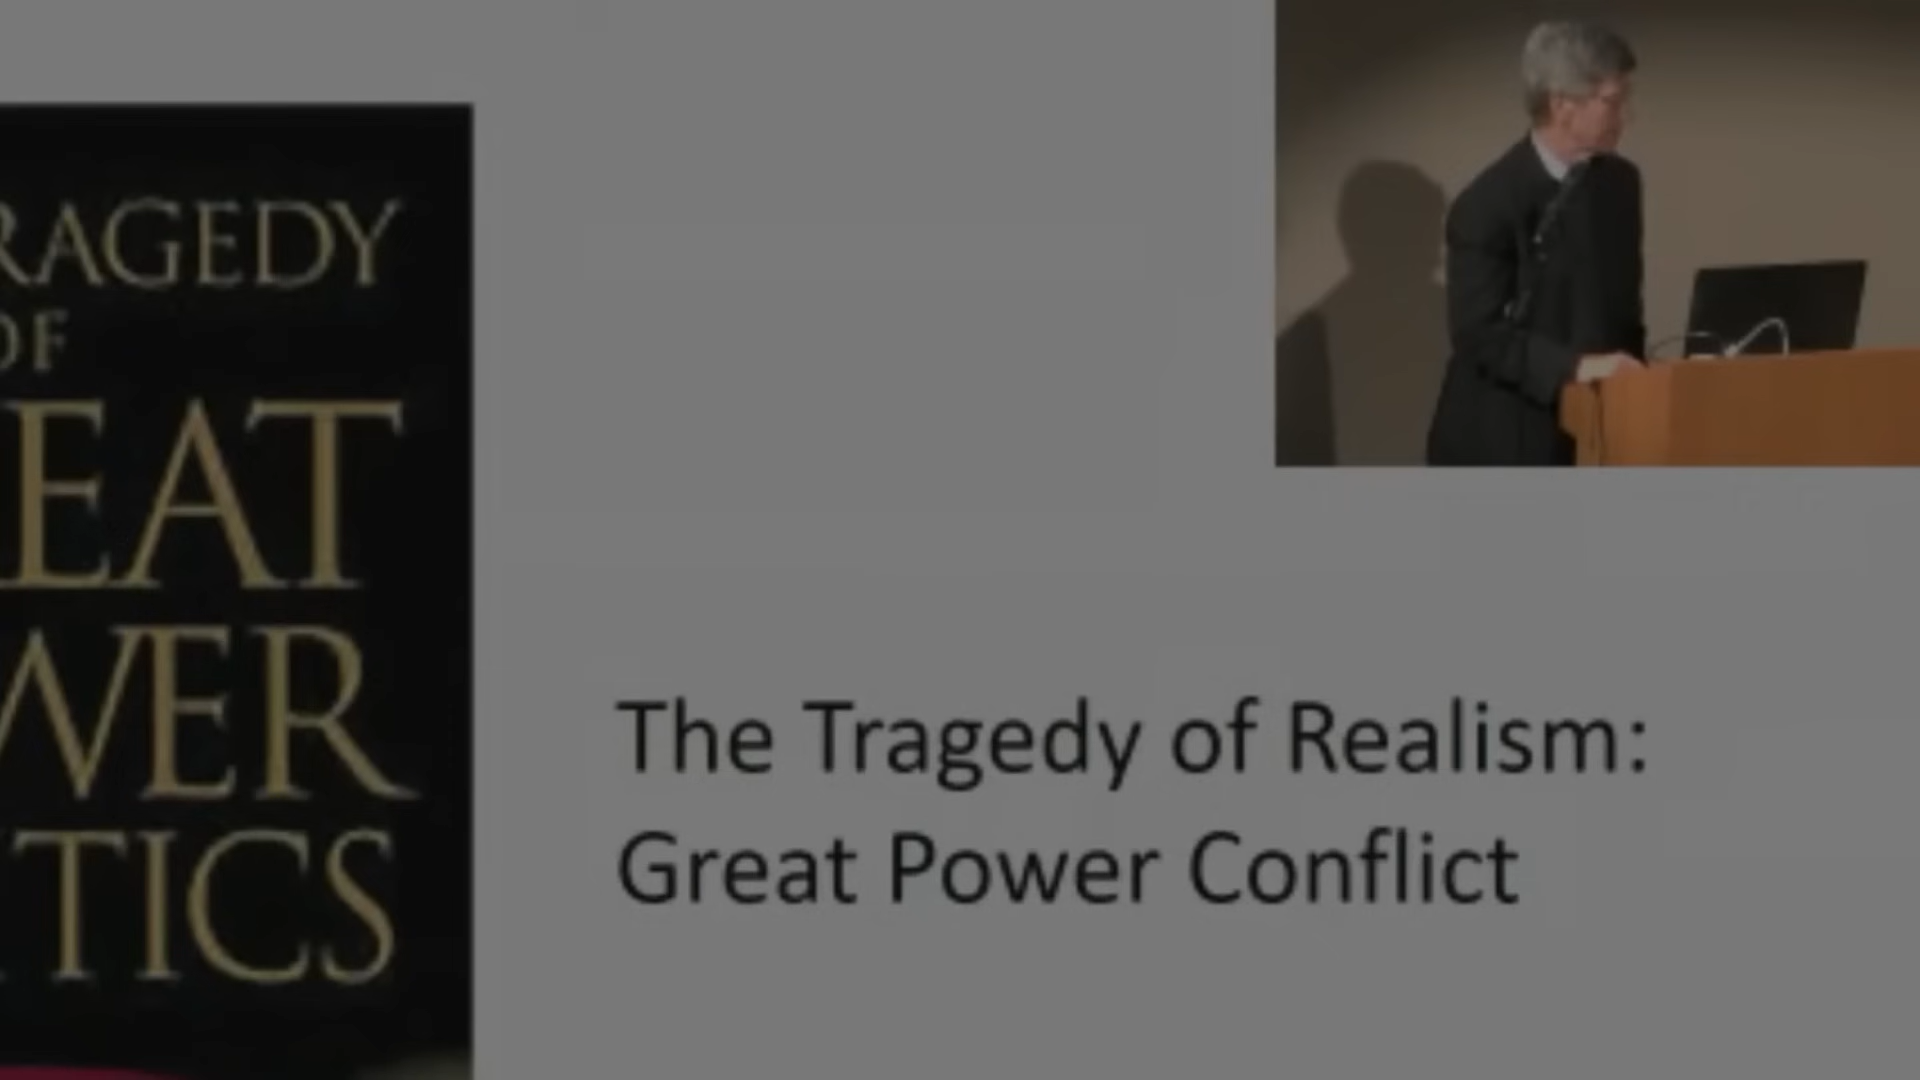 RAGEDY
OF
EAT
WER
TICS
The Tragedy of Realism:
Great Power Conflict